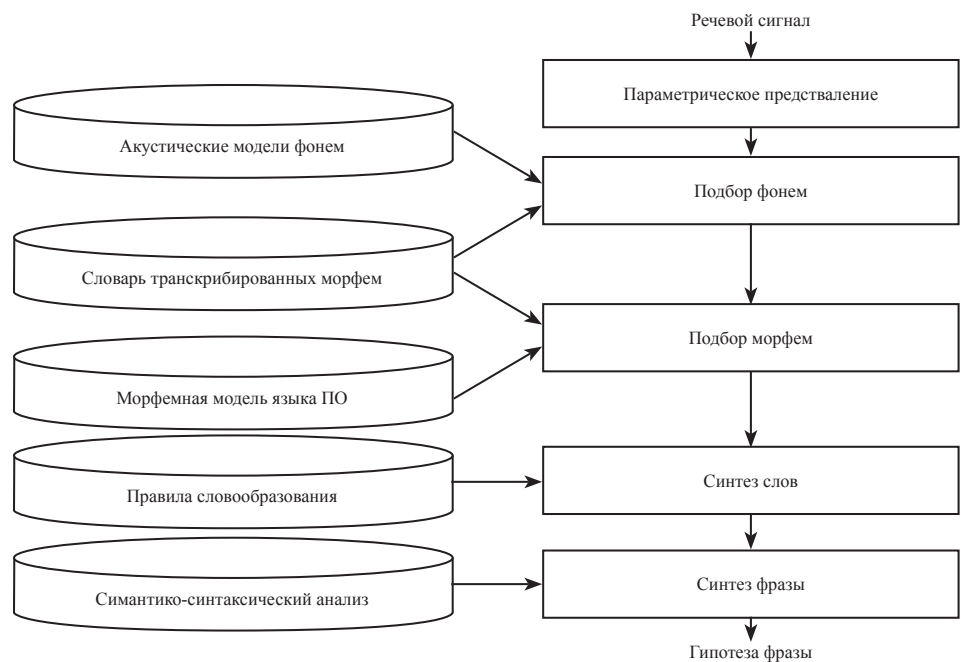 Речевой сигнал
Параметрическое предстваление
Акустические модели фонем
Подбор фонем
Словарь транскрибированных морфем
Подбор морфем
Морфемная модель языка ПО
Правила словообразования
Синтез слов
Симантико-синтаксический анализ
Синтез фразы
Гипотеза фразы